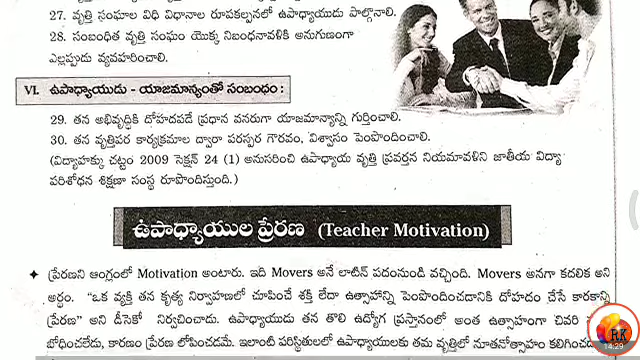 27. వృత్తి సంఘాల విధి విధానాల రూపకల్పనలో ఉపాధ్యాయుడు పాల్గొనాలి.
28. సంబంధిత వృత్తి సంఘం యొక్క నిబంధనావళికి అనుగుణంగా
ఎల్లప్పుడు వ్యవహరించాలి.
VI. ఉపాధ్యాయుడు - యాజమాన్యంతో సంబంధం :
29. తన అభివృద్ధికి దోహదపడే ప్రధాన వనరుగా యాజమాన్యాన్ని గుర్తించాలి.
30. తన వృత్తిపర కార్యక్రమాల ద్వారా పరస్పర గౌరవం, విశ్వాసం పెంపొందించాలి.
(విద్యాహక్కు చట్టం 2009 సెక్షన్ 24 (1) అనుసరించి ఉపాధ్యాయ వృత్తి ప్రవర్తన నియమావళిని జాతీయ విద్యా
పరిశోధన శిక్షణా సంస్థ రూపొందిస్తుంది.)
ఉపాధ్యాయుల ప్రేరణ (Teacher Motivation)
ప్రేరణని ఆంగ్లంలో Motivation అంటారు. ఇది Movers అనే లాటిన్ పదంనుండి వచ్చింది. Movers అనగా కదలిక అని
అర్థం. "ఒక వ్యక్తి తన కృత్య నిర్వాహణలో చూపించే శక్తి లేదా ఉత్సాహాన్ని పెంపొందించడానికి దోహదం చేసే కారకాన్ని
ప్రేరణ" అని డీసెకో నిర్వచించాడు. ఉపాధ్యాయుడు తన తొలి ఉద్యోగ ప్రస్తానంలో అంత ఉత్సాహంగా చివరి
బోధించలేడు, కారణం ప్రేరణ లోపించడమే. ఇలాంటి పరిస్థితులలో ఉపాధ్యాయులకు తమ వృత్తిలో నూతనోత్సాహం
RK
14:29